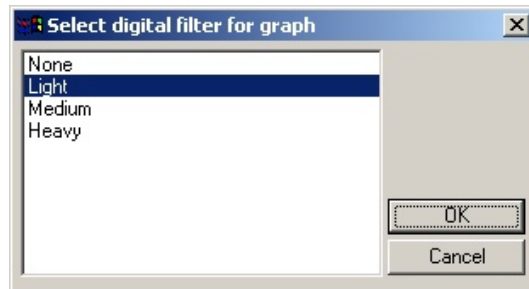 Select digital filter for graph
None
Light
Medium
Heavy
OK
Cancel